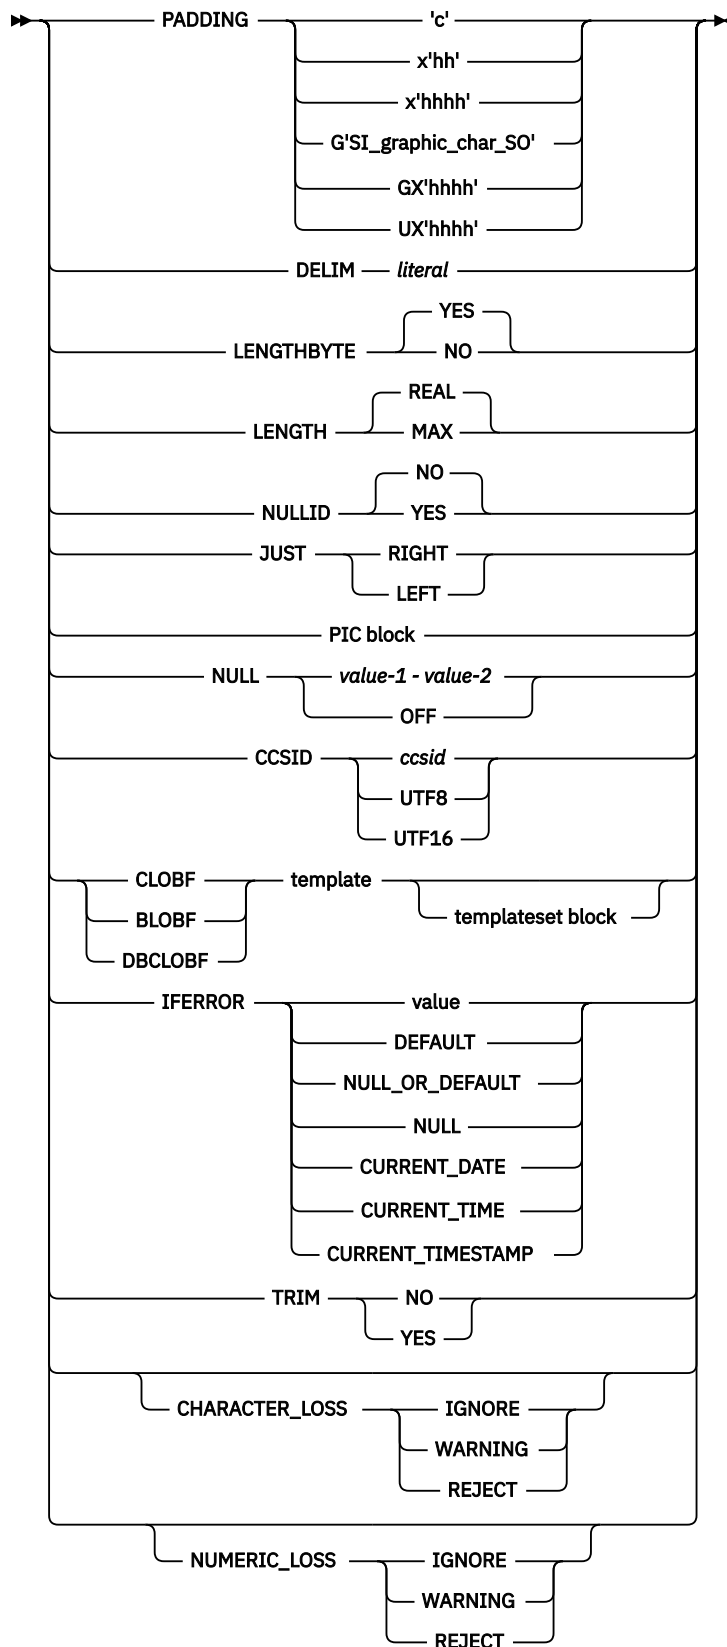 PADDING 'c'
x'hh'
x'hhhh'
G'SI_graphic_char_SO'
GX'hhhh'
UX'hhhh'
DELIM literal
YES
LENGTHBYTE NO
REAL
LENGTH MAX
NO
NULLID YES
JUST RIGHT
LEFT
PIC block
NULL value-1 - value-2
OFF
CCSID ccsid
UTF8
UTF16
CLOBF template
BLOBF templateset block
DBCLOBF
IFERROR value
DEFAULT
NULL_OR_DEFAULT
NULL
CURRENT_DATE
CURRENT_TIME
CURRENT_TIMESTAMP
TRIM NO
YES
CHARACTER_LOSS IGNORE
WARNING
REJECT
NUMERIC_LOSS IGNORE
WARNING
REJECT